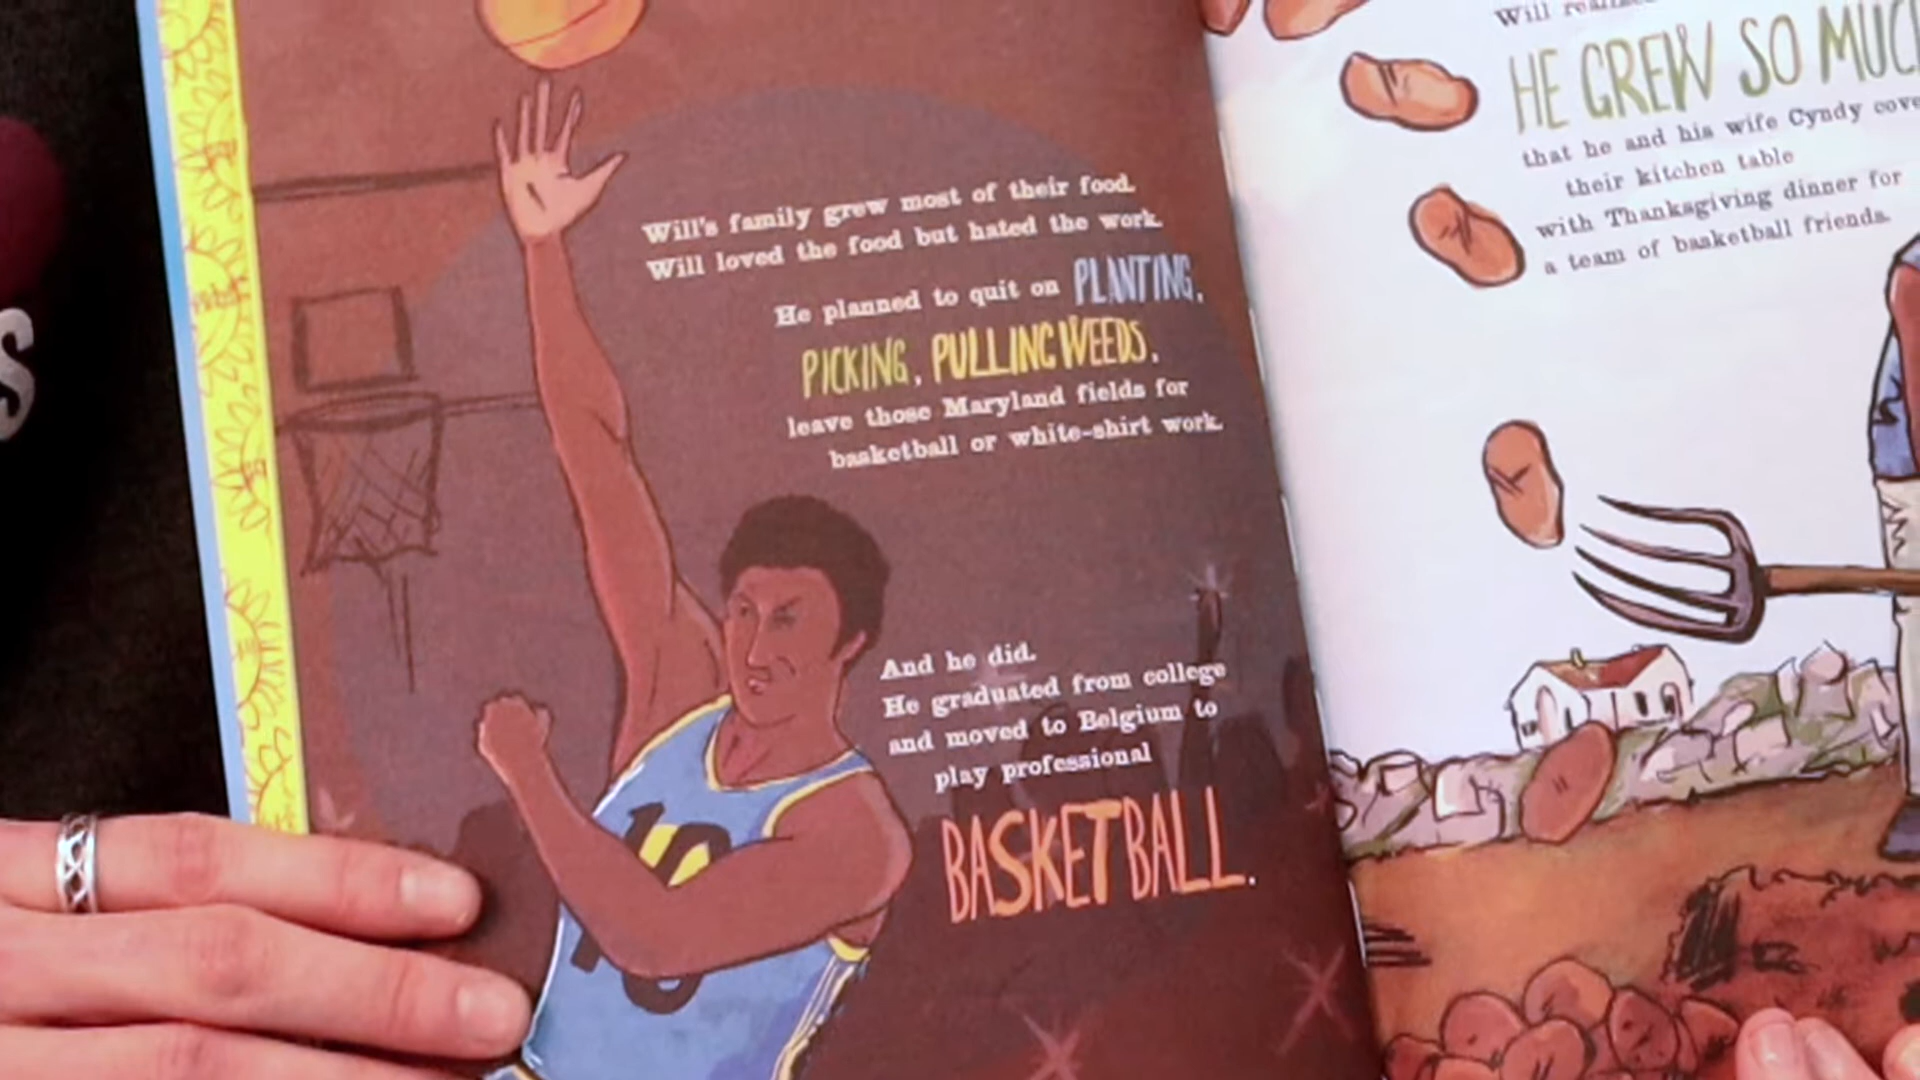 Will's family grew most of their food.
Will loved the food but hated the work.
He planned to quit on PLANTING,
PICKING, PULLING WEEDS,
leave those Maryland fields for
basketball or white-shirt work.
And he did.
He graduated from college
and moved to Belgium to
play professional
BASKETBALL.
Will
HE GREW SO MUCH
that he and his wife Cyndy
their kitchen table
with Thanksgiving dinner for
a team of basketball friends.
S